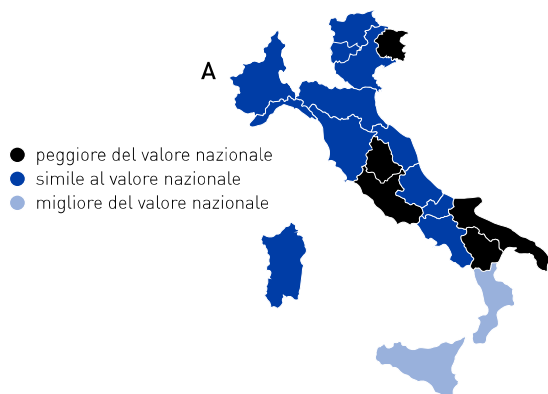 A
peggiore del valore nazionale
simile al valore nazionale
migliore del valore nazionale